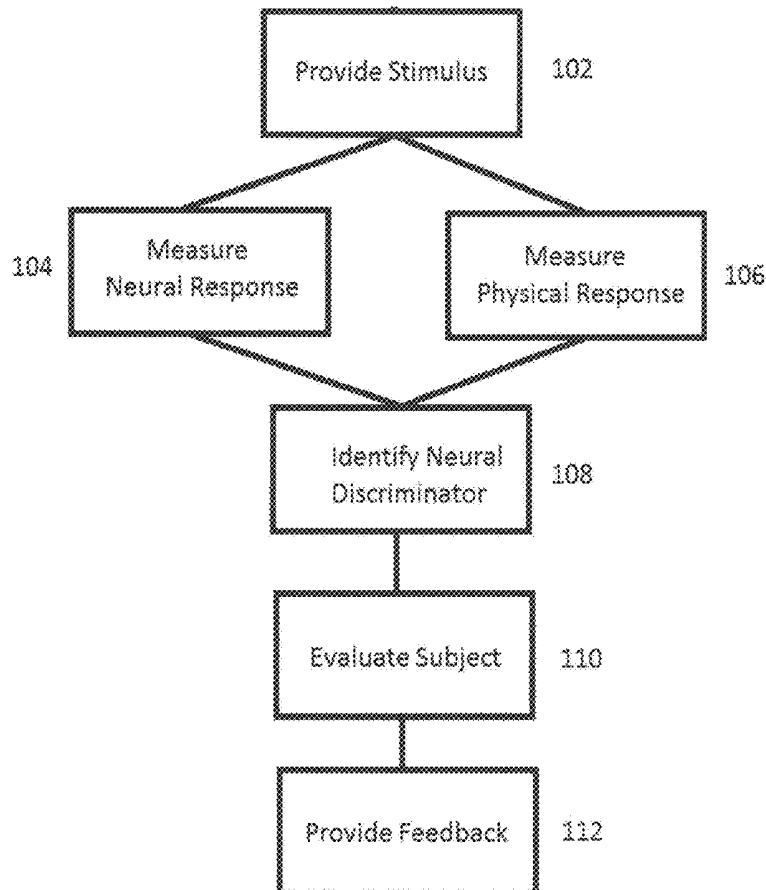 Provide Stimulus
102
104
Measure
Neural Response
Measure
Physical Response
106
Identify Neural
Discriminator
108
Evaluate Subject
110
Provide Feedback
112